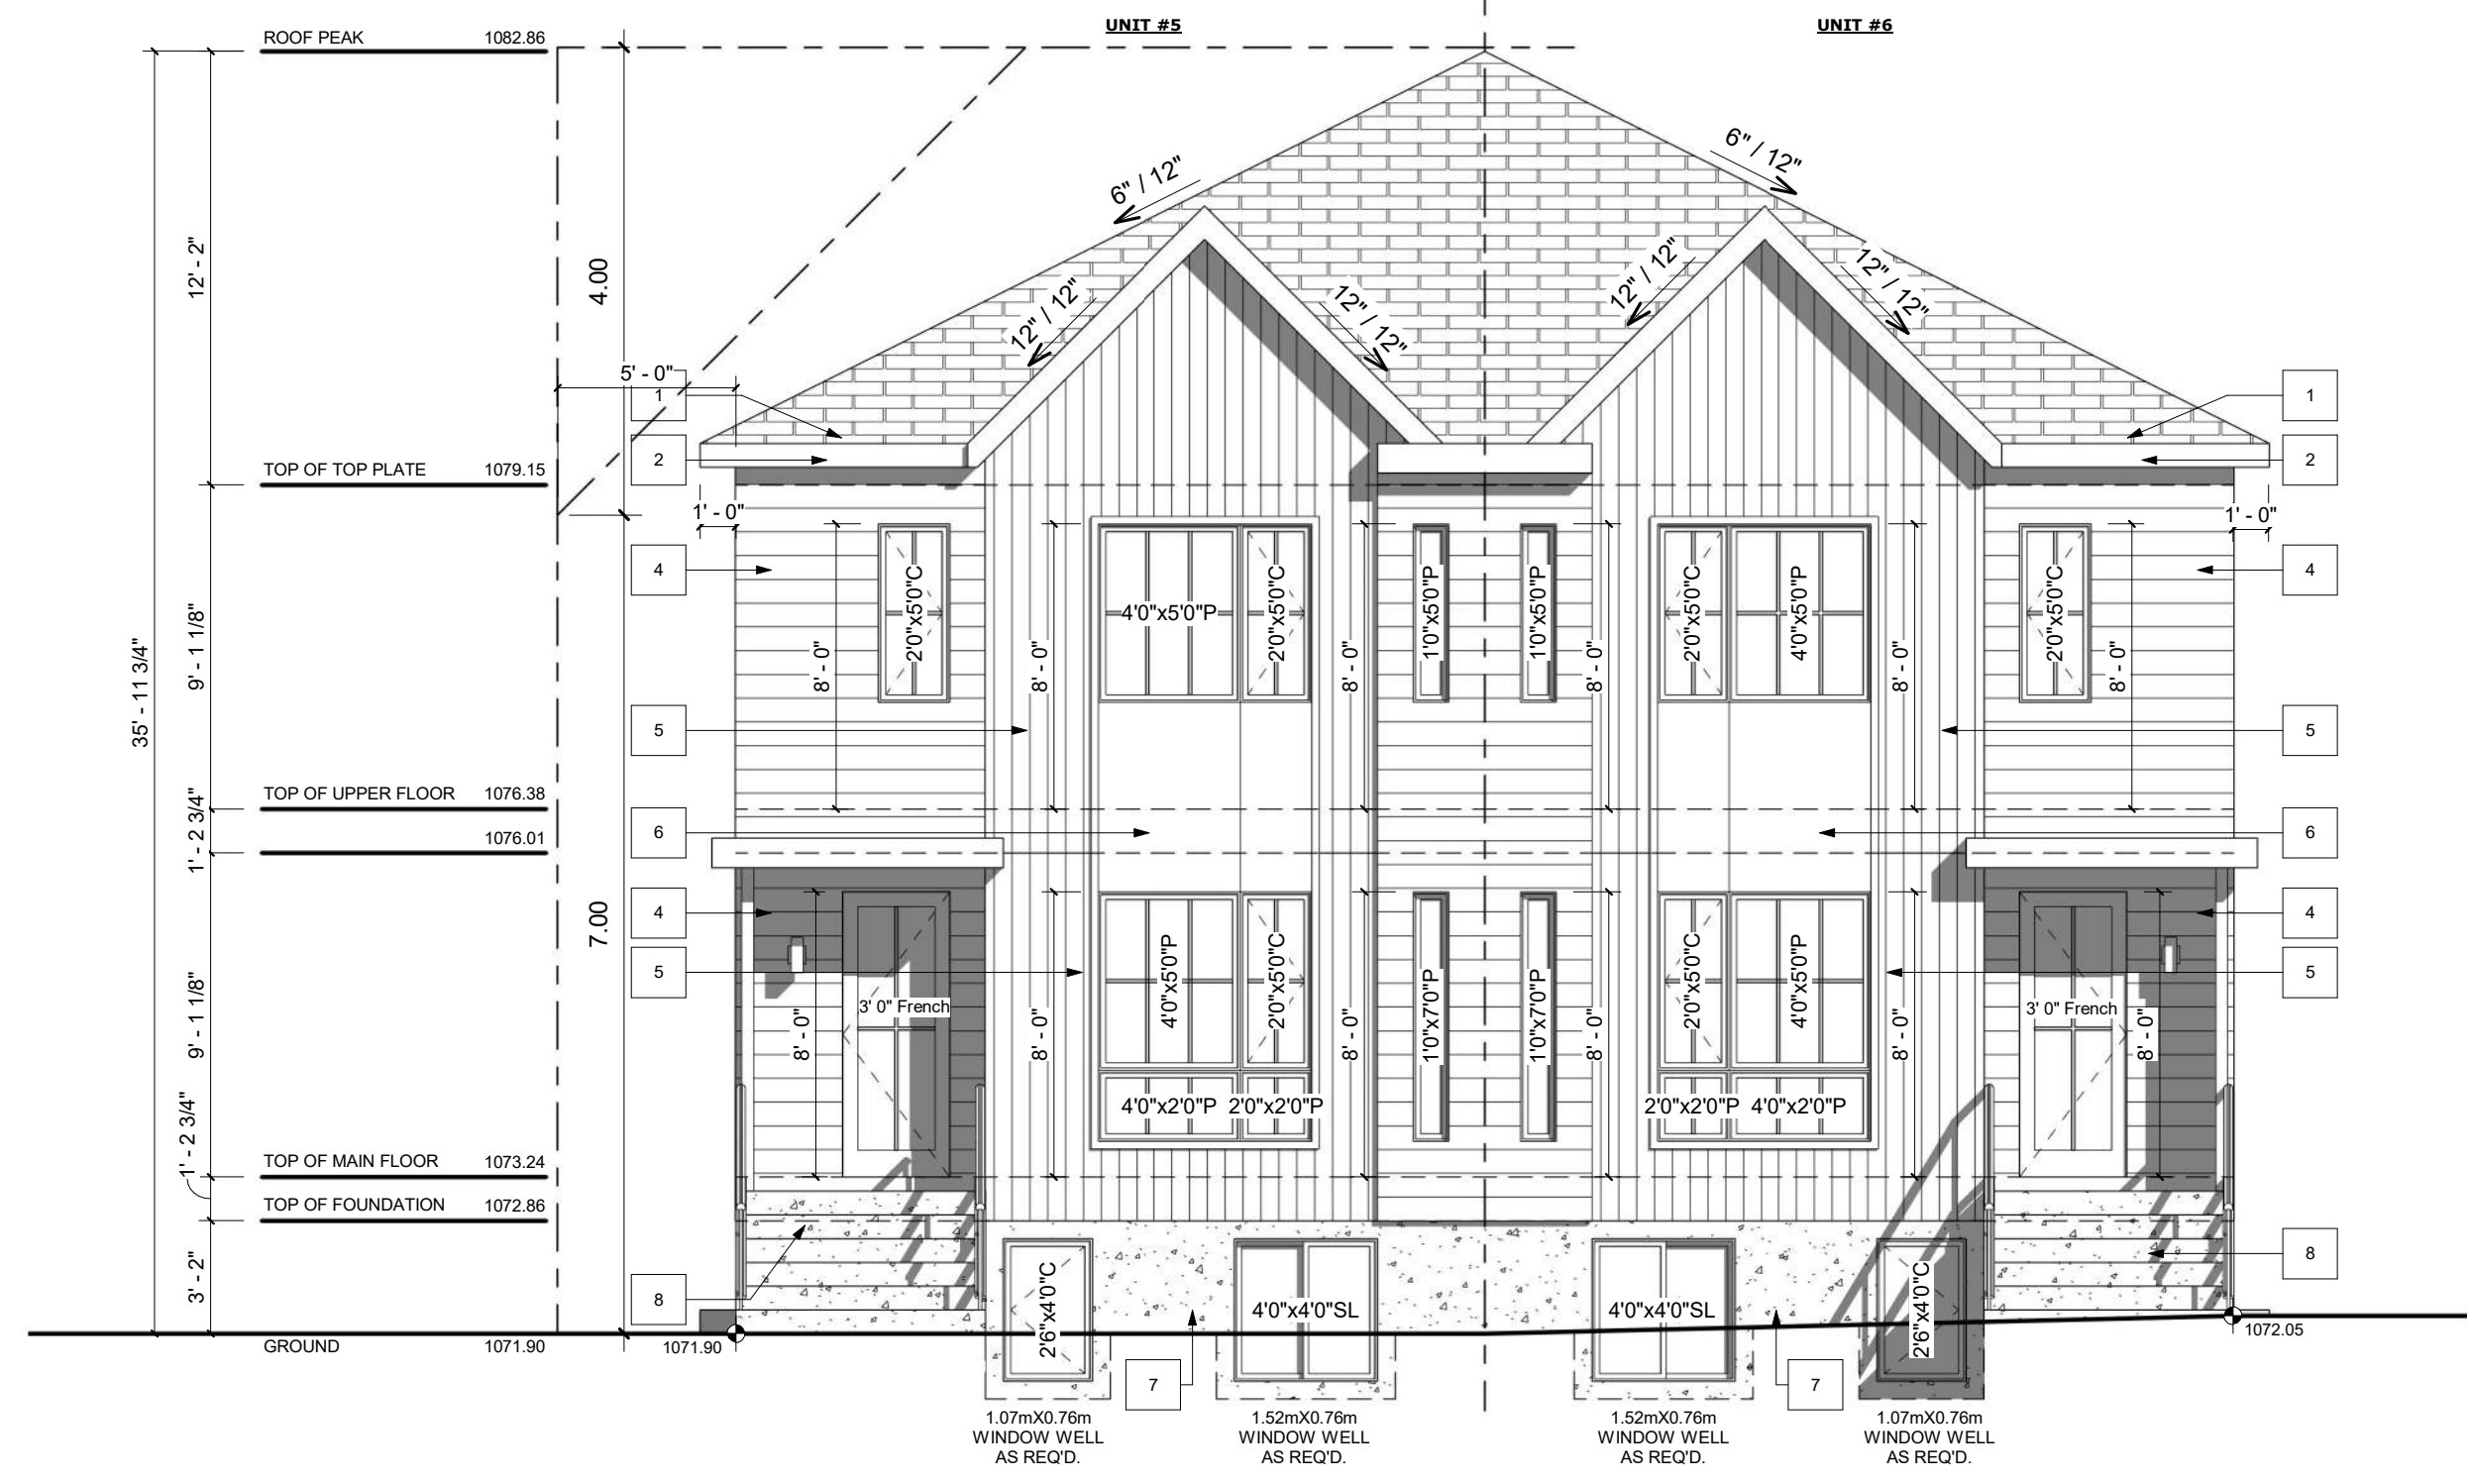 UNIT #5
UNIT #6
ROOF PEAK 1082.86
6" / 12"
6" / 12"
12' - 2"
4.00
12" / 12"
12" / 12"
12" / 12"
12" / 12"
5' - 0"
1
1
2
2
TOP OF TOP PLATE 1079.15
1' - 0"
1' - 0"
4
4
2'0"x5'0"C
4'0"x5'0"P
2'0"x5'0"C
1'0"x5'0"P
1'0"x5'0"P
2'0"x5'0"C
4'0"x5'0"P
2'0"x5'0"C
9' - 1 1/8"
35' - 11 3/4"
8' - 0"
8' - 0"
8' - 0"
8' - 0"
8' - 0"
8' - 0"
5
5
TOP OF UPPER FLOOR 1076.38
1' - 2 3/4"
6
6
1076.01
4
4
7.00
5
5
9' - 1 1/8"
3' 0" French
4'0"x5'0"P
2'0"x5'0"C
1'0"x7'0"P
1'0"x7'0"P
2'0"x5'0"C
4'0"x5'0"P
3' 0" French
8' - 0"
8' - 0"
8' - 0"
8' - 0"
8' - 0"
8' - 0"
4'0"x2'0"P
2'0"x2'0"P
2'0"x2'0"P
4'0"x2'0"P
1' - 2 3/4"
TOP OF MAIN FLOOR 1073.24
TOP OF FOUNDATION 1072.86
3' - 2"
8
8
2'6"x4'0"C
4'0"x4'0"SL
4'0"x4'0"SL
2'6"x4'0"C
GROUND 1071.90
1071.90
1072.05
7
7
1.07mX0.76m
WINDOW WELL
AS REQ'D.
1.52mX0.76m
WINDOW WELL
AS REQ'D.
1.52mX0.76m
WINDOW WELL
AS REQ'D.
1.07mX0.76m
WINDOW WELL
AS REQ'D.